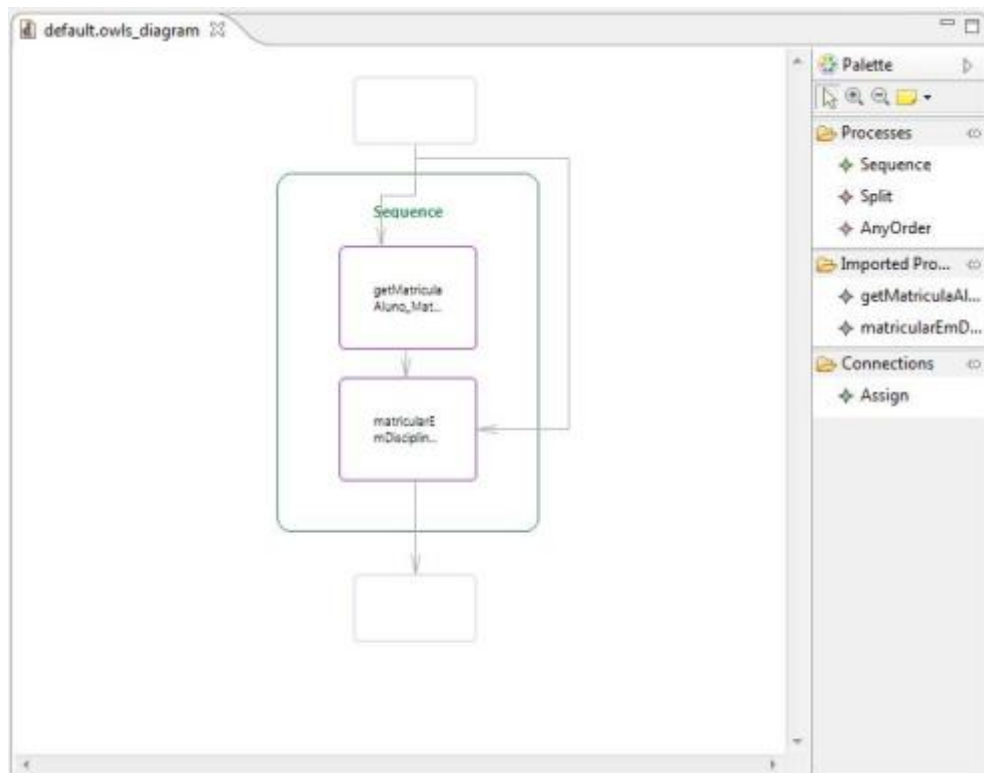 default.owls_diagram
Palette
Processes
Sequence
Split
AnyOrder
Imported Pro...
getMatriculaAl...
matricularEmD...
Connections
Assign
Sequence
getMatricula
Aluno_Mat...
matricularE
mDisciplin...